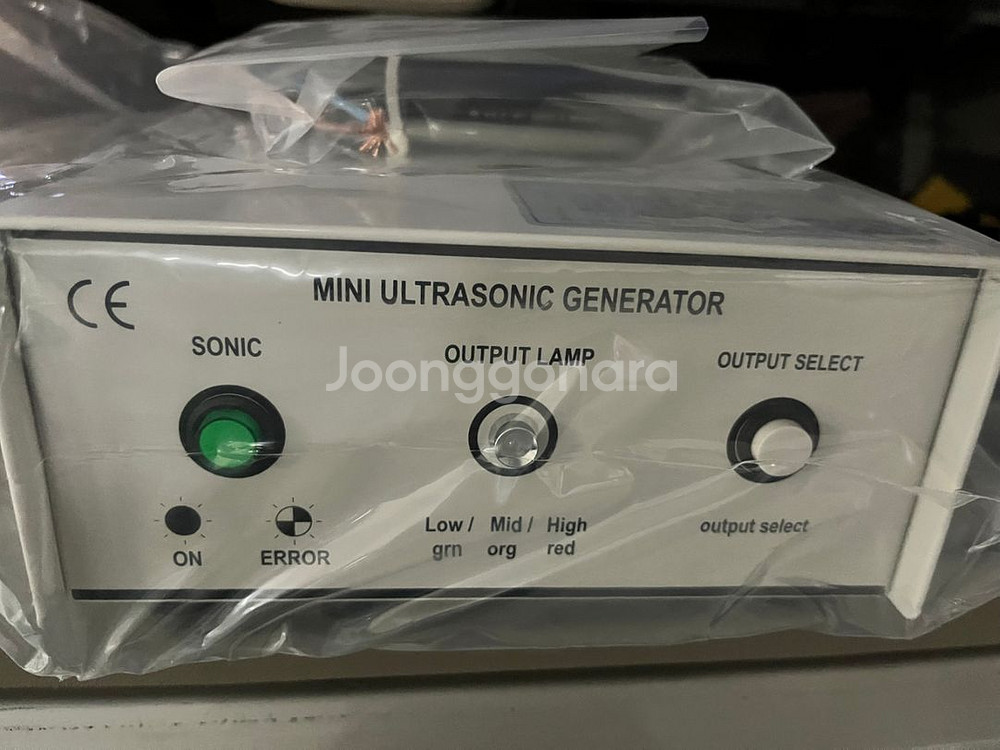 CE
MINI ULTRASONIC GENERATOR
SONIC
OUTPUT LAMP
OUTPUT SELECT
Joonggonara
ON
ERROR
Low / Mid / High
grn org red
output select